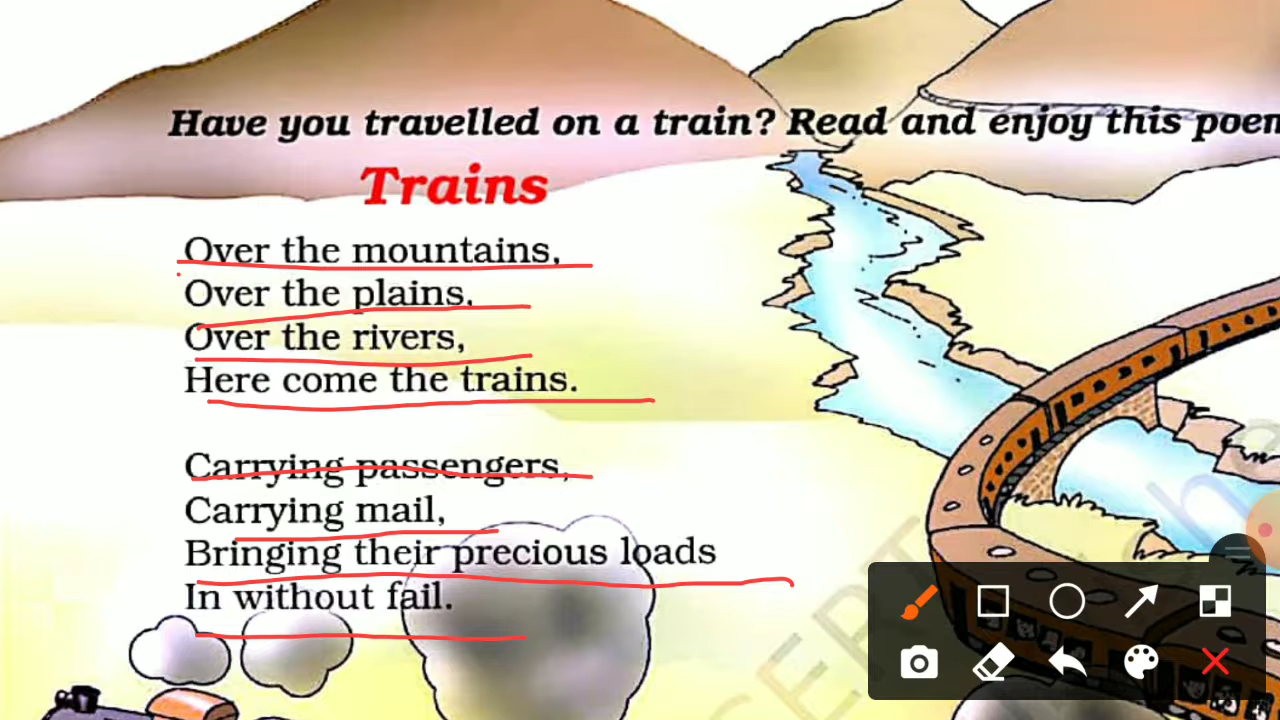 Have you travelled on a train? Read and enjoy this poem
Trains
Over the mountains,
Over the plains,
Over the rivers,
Here come the trains.
Carrying passengers,
Carrying mail,
Bringing their precious loads
In without fail.